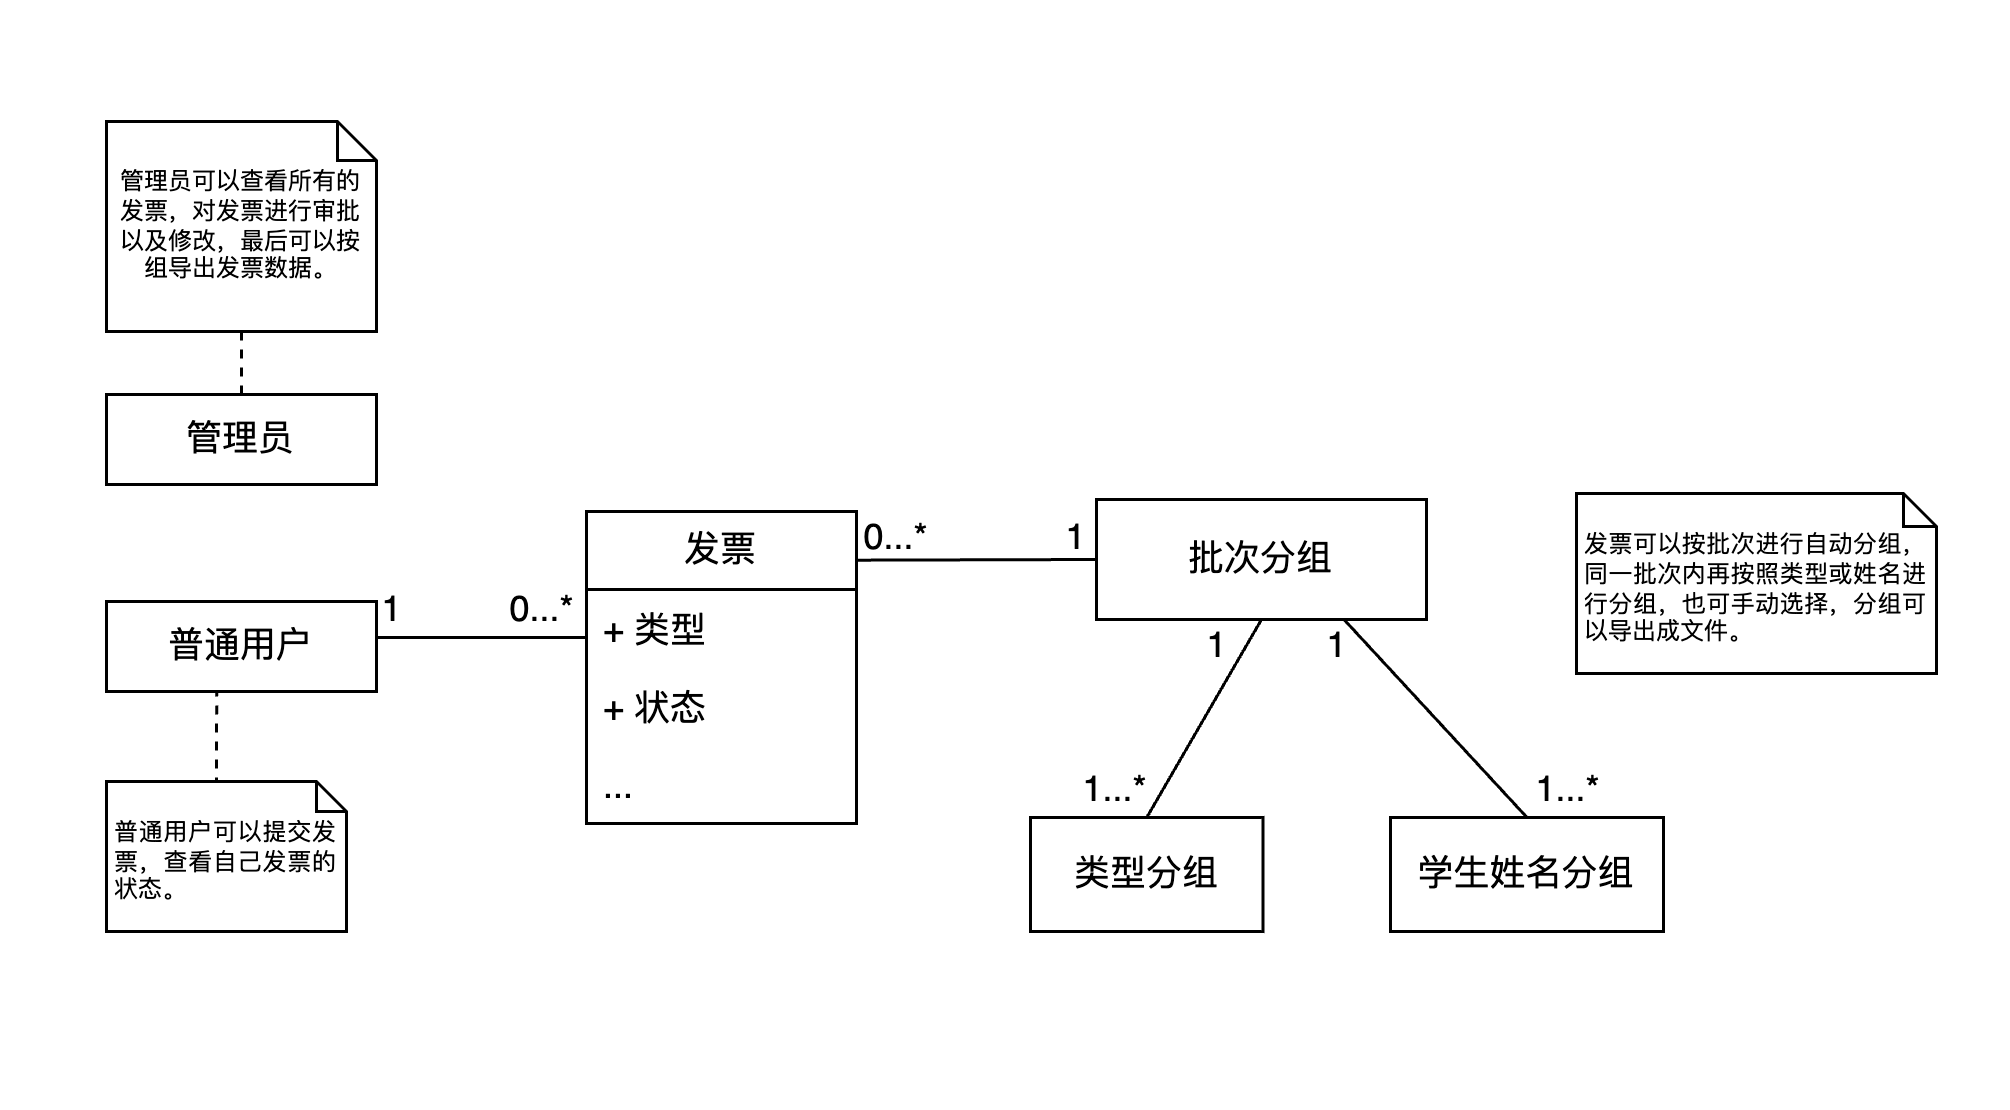 管理员可以查看所有的
发票，对发票进行审批
以及修改，最后可以按
组导出发票数据。
管理员
普通用户
1
0...*
普通用户可以提交发
票，查看自己发票的
状态。
发票
+ 类型
+ 状态
...
0...*
1
批次分组
1
1
1...*
1...*
类型分组
学生姓名分组
发票可以按批次进行自动分组，
同一批次内再按照类型或姓名进
行分组，也可手动选择，分组可
以导出成文件。